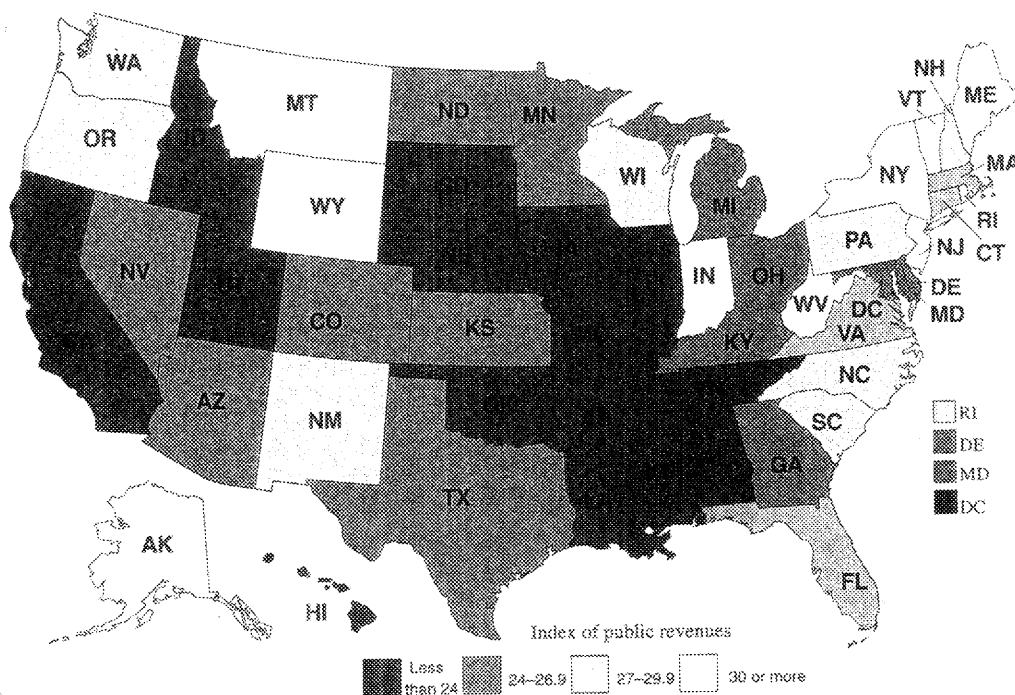 WA
MT
ND
MN
OR
ID
WY
WI
MI
NH
VT
ME
NY
MA
RI
CT
NJ
PA
NV
UT
CO
KS
IN
OH
WV
KY
DC
VA
DE
MD
NC
SC
AZ
NM
TX
GA
FL
AK
HI
RI
DE
MD
DC
Index of public revenues
Less
than 24
24–26.9
27–29.9
30 or more